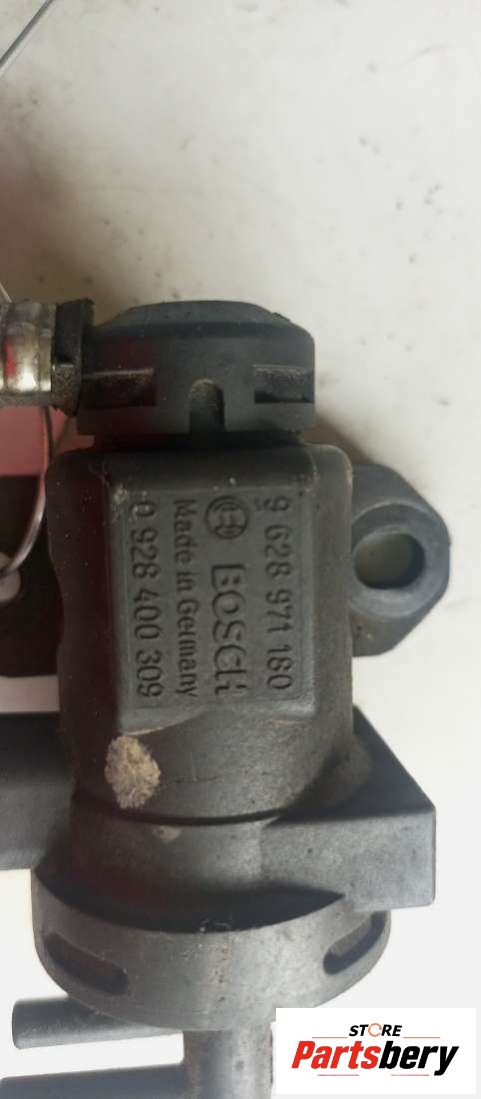 9 628 971 180
BOSCH
Made in Germany
0 928 400 309
STORE
Partsbery